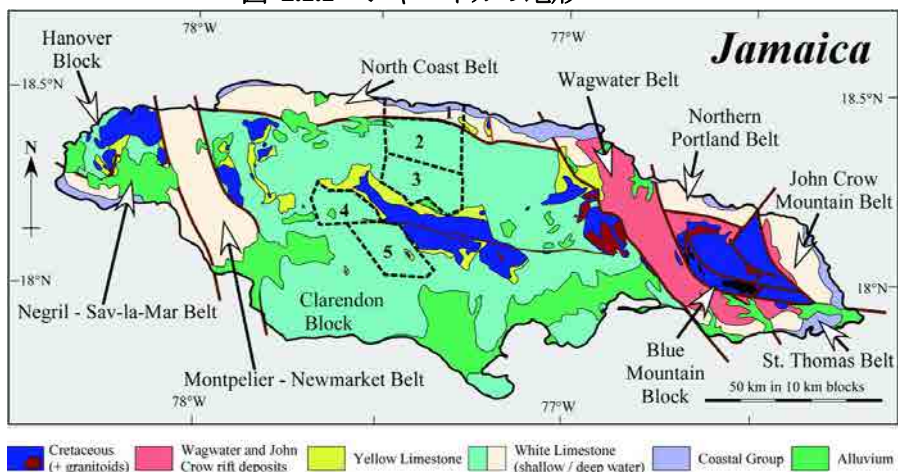 Jamaica
78°W
77°W
Hanover
Block
North Coast Belt
Wagwater Belt
18.5°N
18.5°N
Northern
Portland Belt
John Crow
Mountain Belt
N
1
2
3
4
5
18°N
18°N
Clarendon
Block
Negril - Sav-la-Mar Belt
Montpelier - Newmarket Belt
Blue
Mountain
Block
St. Thomas Belt
50 km in 10 km blocks
78°W
77°W
Cretaceous
(+ granitoids)
Wagwater and John
Crow rift deposits
Yellow Limestone
White Limestone
(shallow / deep water)
Coastal Group
Alluvium